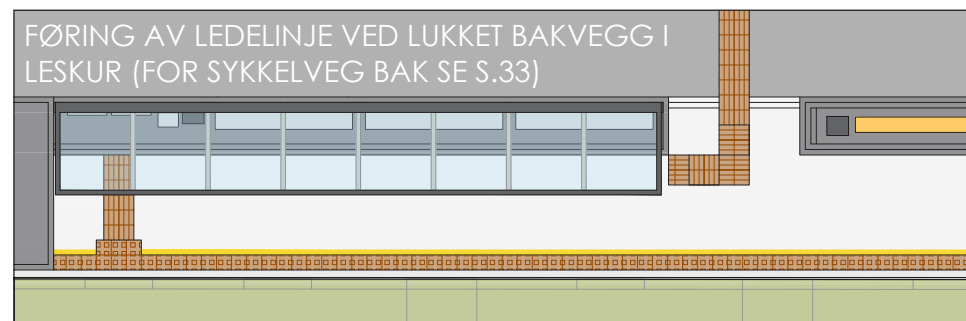 FØRING AV LEDELINJE VED LUKKET BAKVEGG I
LESKUR (FOR SYKKELVEG BAK SE S.33)